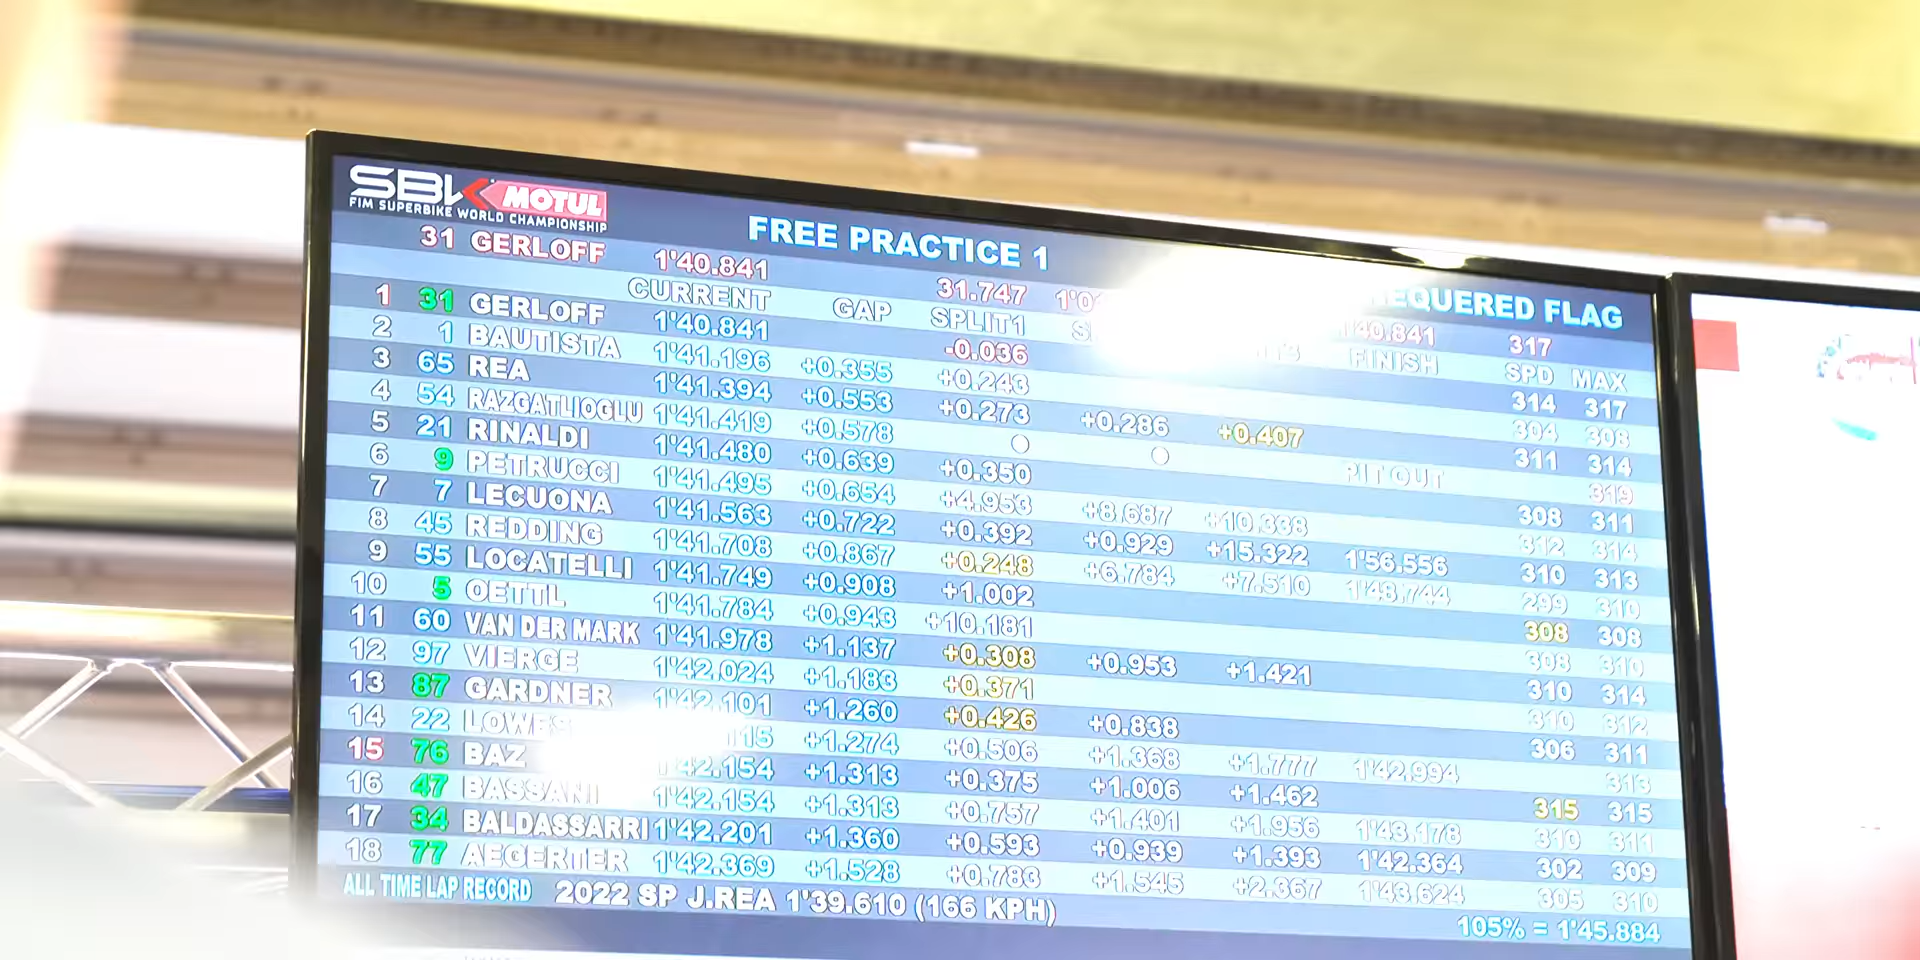 SBK MOTUL
FIM SUPERBIKE WORLD CHAMPIONSHIP
FREE PRACTICE 1 EQUERED FLAG
31 GERLOFF 1'40.841 31.747 1'0 1'40.841 317
CURRENT GAP SPLIT1 FINISH SPD MAX
1 31 GERLOFF 1'40.841 -0.036 314 317
2 1 BAUTISTA 1'41.196 +0.355 +0.243 304 308
3 65 REA 1'41.394 +0.553 +0.273 +0.286 +0.407 311 314
4 54 RAZGATLIOGLU 1'41.419 +0.578 PIT OUT 319
5 21 RINALDI 1'41.480 +0.639 +0.350 308 311
6 9 PETRUCCI 1'41.495 +0.654 +4.953 +8.687 +10.338 312 314
7 7 LECUONA 1'41.563 +0.722 +0.392 +0.929 +15.322 1'56.556 310 313
8 45 REDDING 1'41.708 +0.867 +0.248 +6.784 +7.510 1'48.744 299 310
9 55 LOCATELLI 1'41.749 +0.908 +1.002 308 308
10 5 OETTL 1'41.784 +0.943 +10.181 308 310
11 60 VAN DER MARK 1'41.978 +1.137 +0.308 +0.953 +1.421 310 314
12 97 VIERGE 1'42.024 +1.183 +0.371 310 312
13 87 GARDNER 1'42.101 +1.260 +0.426 +0.838 306 311
14 22 LOWES 115 +1.274 +0.506 +1.368 +1.777 1'42.994 313
15 76 BAZ 1'42.154 +1.313 +0.375 +1.006 +1.462 315 315
16 47 BASSANI 1'42.154 +1.313 +0.757 +1.401 +1.956 1'43.178 310 311
17 34 BALDASSARRI 1'42.201 +1.360 +0.593 +0.939 +1.393 1'42.364 302 309
18 77 AEGERTER 1'42.369 +1.528 +0.783 +1.545 +2.367 1'43.624 305 310
ALL TIME LAP RECORD 2022 SP J.REA 1'39.610 (166 KPH) 105% = 1'45.884